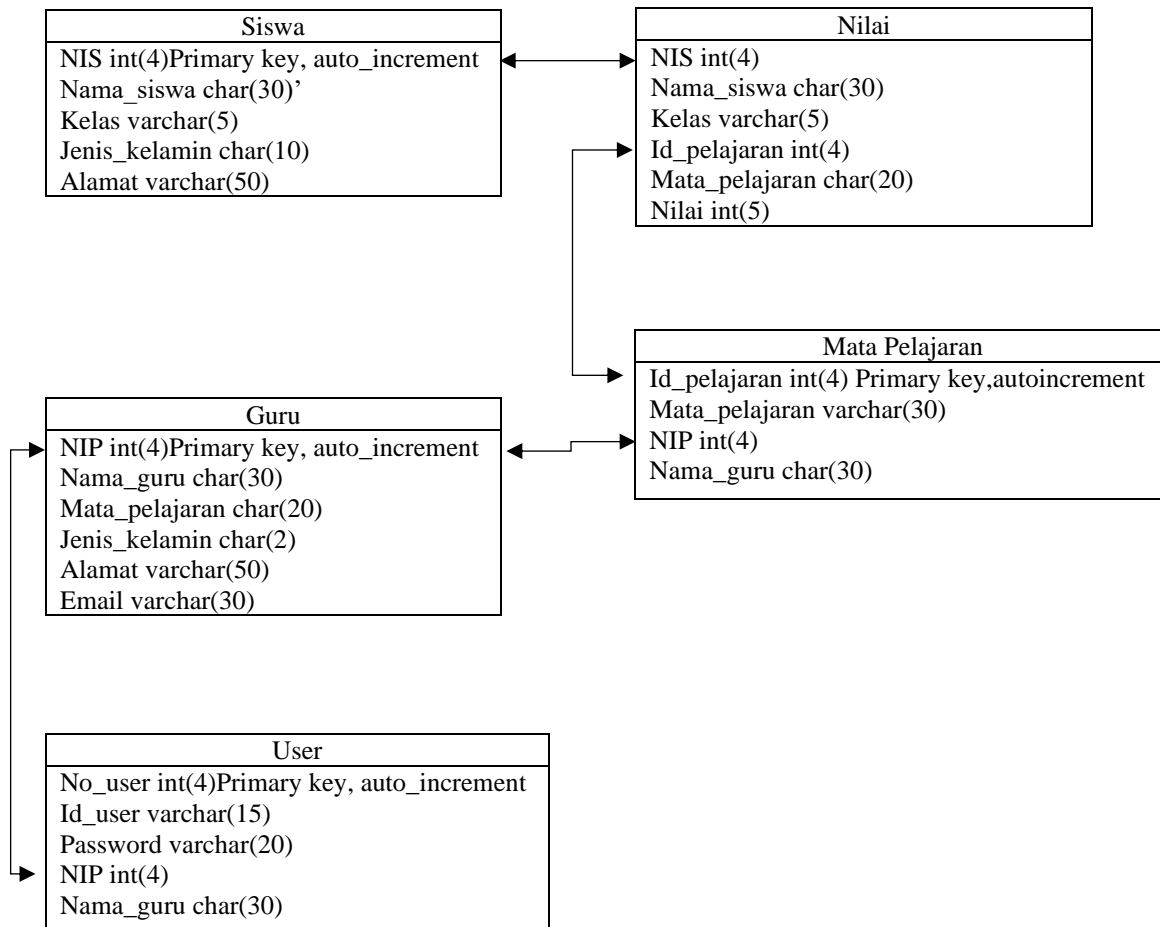 Siswa
NIS int(4)Primary key, auto_increment
Nama_siswa char(30)’
Kelas varchar(5)
Jenis_kelamin char(10)
Alamat varchar(50)
Nilai
NIS int(4)
Nama_siswa char(30)
Kelas varchar(5)
Id_pelajaran int(4)
Mata_pelajaran char(20)
Nilai int(5)
Mata Pelajaran
Id_pelajaran int(4) Primary key,autoincrement
Mata_pelajaran varchar(30)
NIP int(4)
Nama_guru char(30)
Guru
NIP int(4)Primary key, auto_increment
Nama_guru char(30)
Mata_pelajaran char(20)
Jenis_kelamin char(2)
Alamat varchar(50)
Email varchar(30)
User
No_user int(4)Primary key, auto_increment
Id_user varchar(15)
Password varchar(20)
NIP int(4)
Nama_guru char(30)